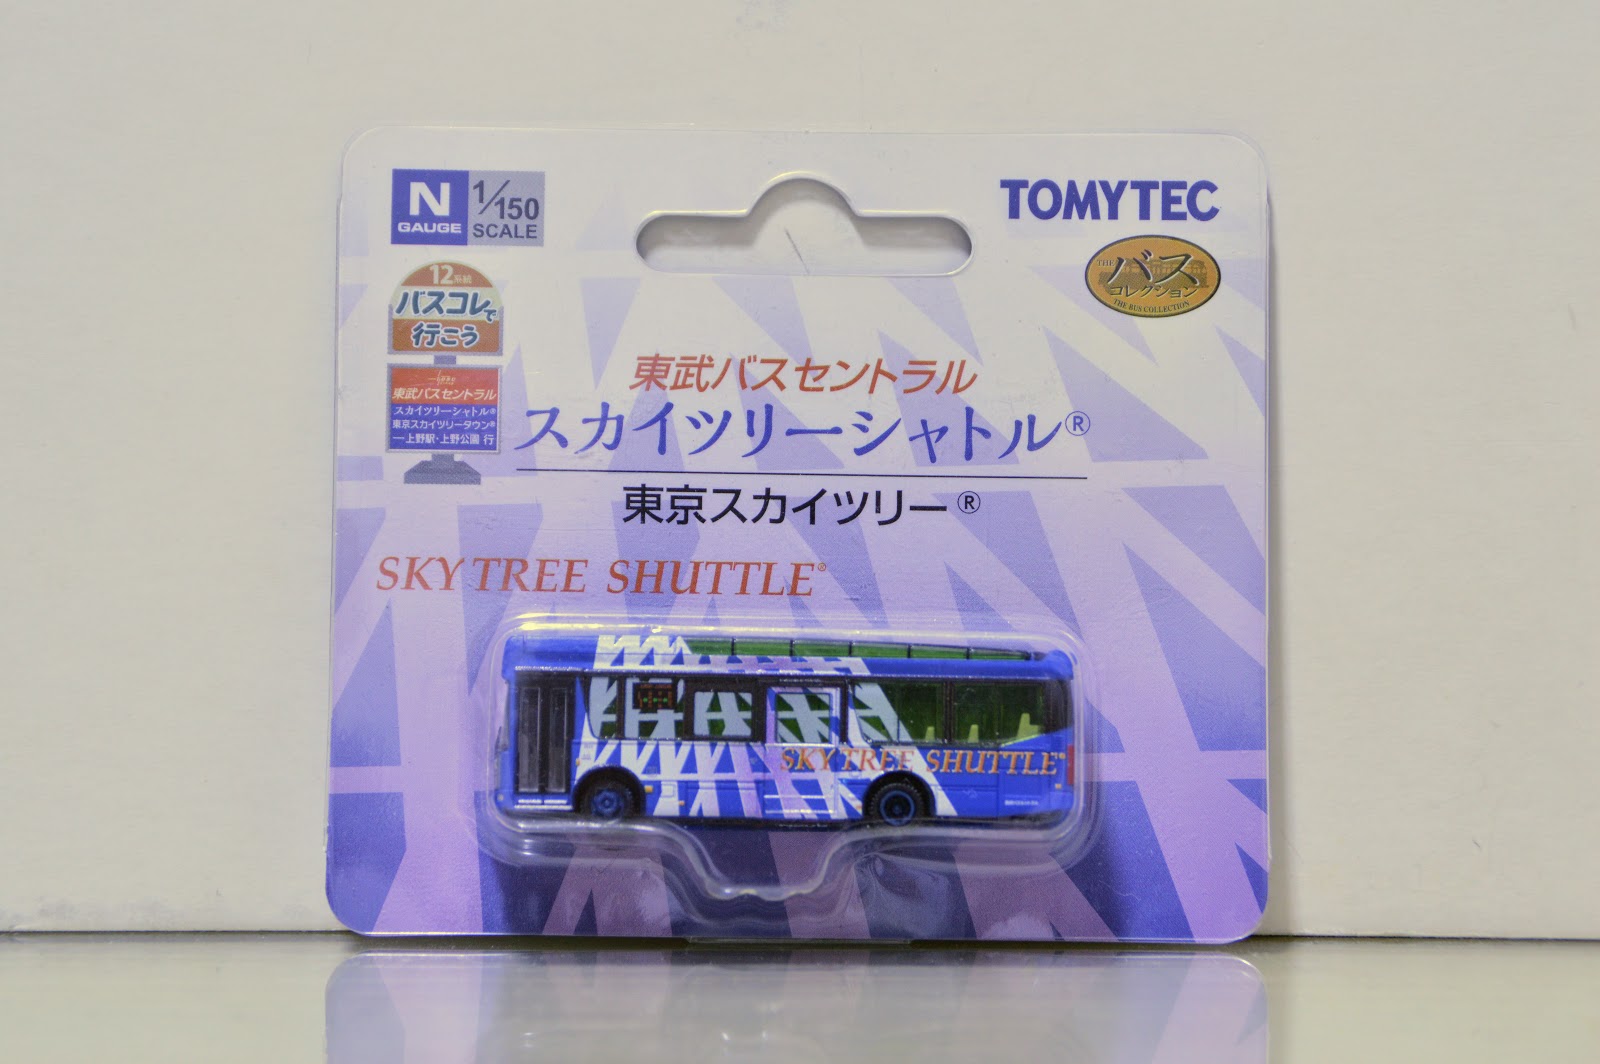 N
GAUGE
1/150
SCALE
TOMYTEC
THE
バス
コレクション
THE BUS COLLECTION
12系統
バスコレで
行こう
東武バスセントラル
スカイツリーシャトル®
東京スカイツリータウン®
―上野駅・上野公園 行
東武バスセントラル
スカイツリーシャトル®
東京スカイツリー®
SKY TREE SHUTTLE®
SKY TREE SHUTTLE®